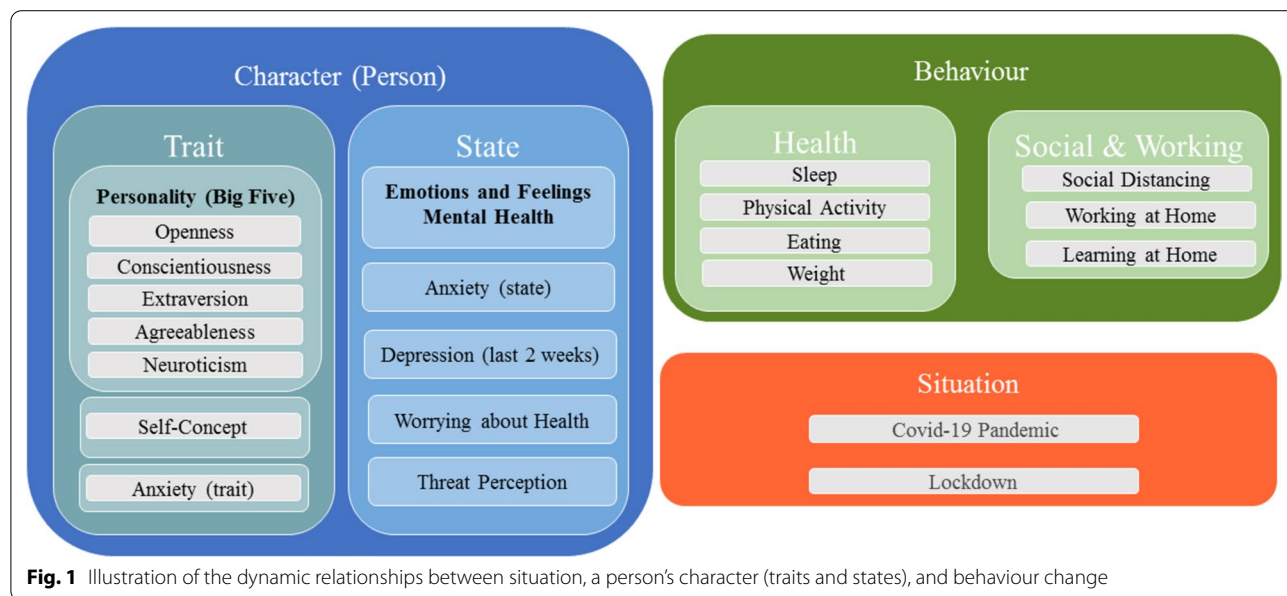 Character (Person)
Trait
Personality (Big Five)
Openness
Conscientiousness
Extraversion
Agreeableness
Neuroticism
Self-Concept
Anxiety (trait)
State
Emotions and Feelings
Mental Health
Anxiety (state)
Depression (last 2 weeks)
Worrying about Health
Threat Perception
Behaviour
Health
Sleep
Physical Activity
Eating
Weight
Social & Working
Social Distancing
Working at Home
Learning at Home
Situation
Covid-19 Pandemic
Lockdown
Fig. 1 Illustration of the dynamic relationships between situation, a person's character (traits and states), and behaviour change